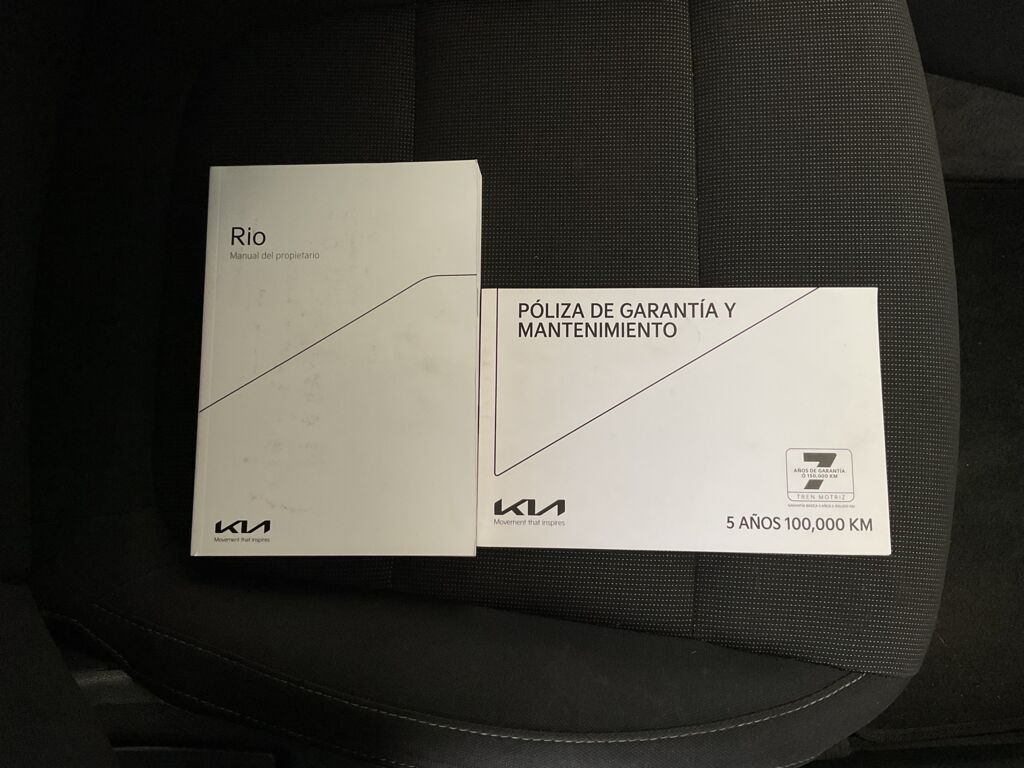 Rio
Manual del propietario
KIA
Movement that inspires
PÓLIZA DE GARANTÍA Y
MANTENIMIENTO
7
AÑOS DE GARANTÍA
Ó 150,000 KM
TREN MOTRIZ
KIA
Movement that inspires
5 AÑOS 100,000 KM